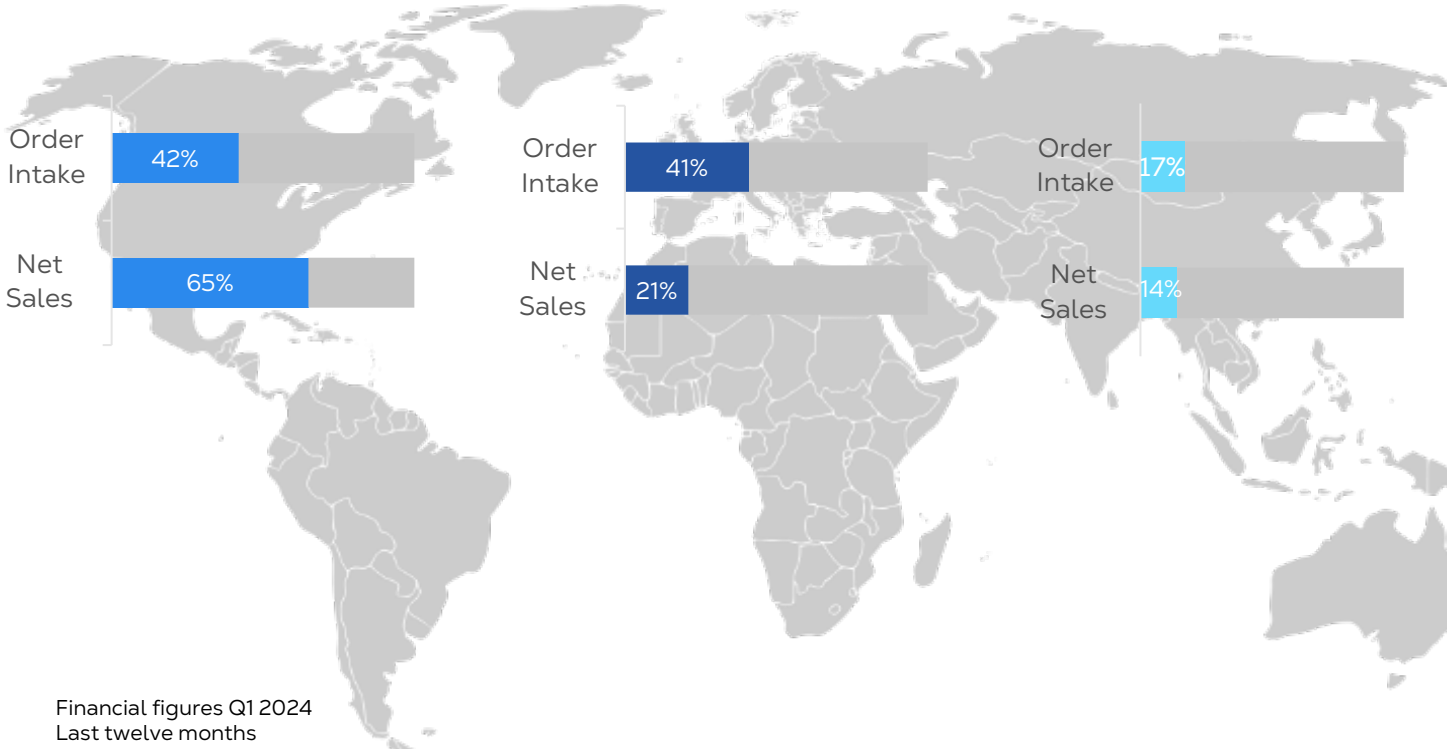 Order
Intake
42%
Net
Sales
65%
Order
Intake
41%
Net
Sales
21%
Order
Intake
17%
Net
Sales
14%
Financial figures Q1 2024
Last twelve months